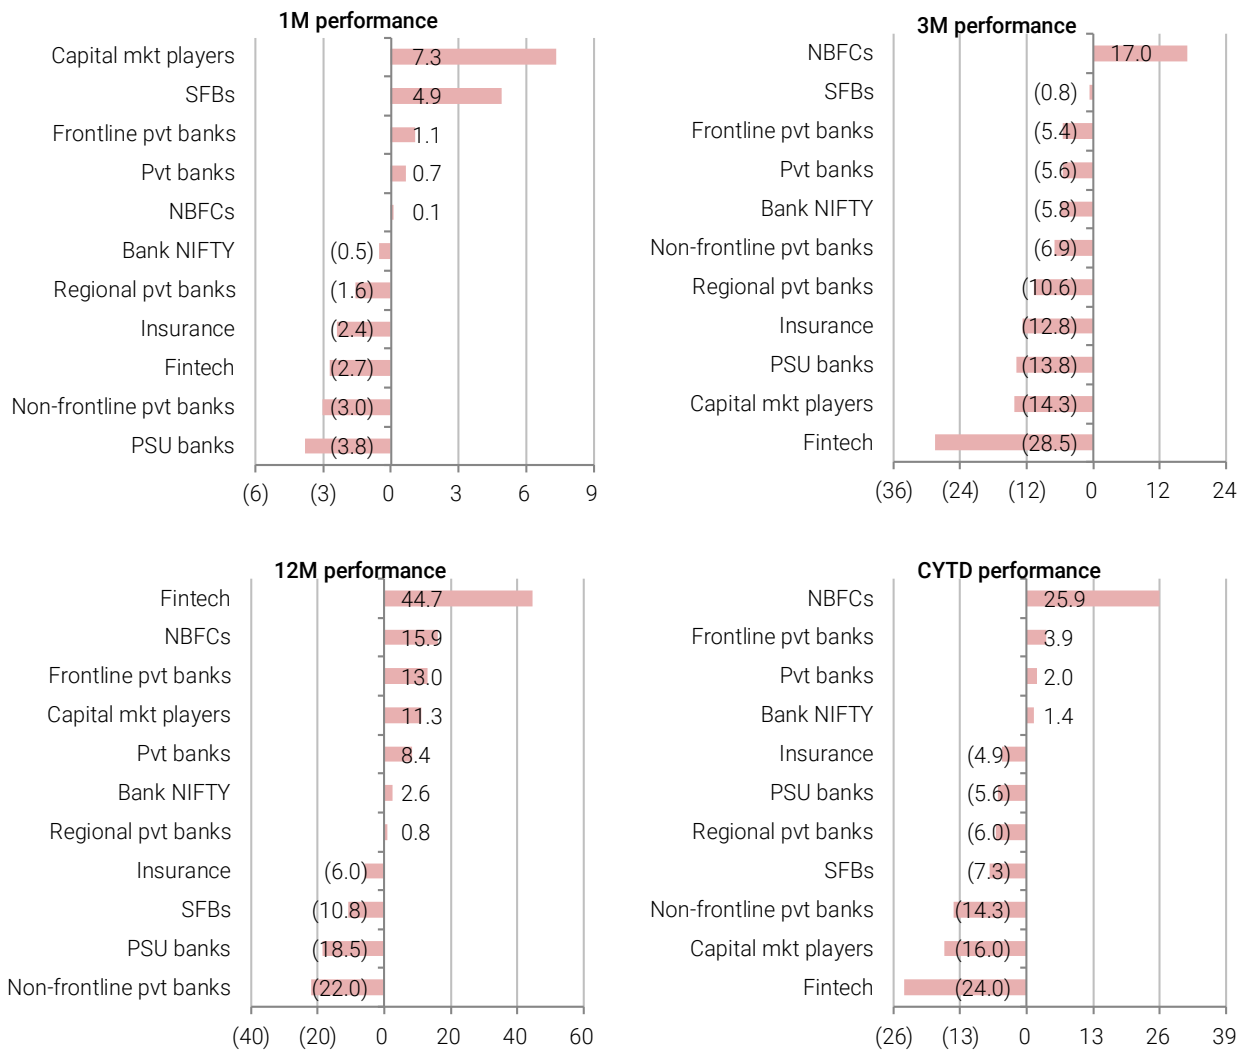 1M performance
Capital mkt players 7.3
SFBs 4.9
Frontline pvt banks 1.1
Pvt banks 0.7
NBFCs 0.1
Bank NIFTY (0.5)
Regional pvt banks (1.6)
Insurance (2.4)
Fintech (2.7)
Non-frontline pvt banks (3.0)
PSU banks (3.8)
(6) (3) 0 3 6 9
3M performance
NBFCs 17.0
SFBs (0.8)
Frontline pvt banks (5.4)
Pvt banks (5.6)
Bank NIFTY (5.8)
Non-frontline pvt banks (6.9)
Regional pvt banks (10.6)
Insurance (12.8)
PSU banks (13.8)
Capital mkt players (14.3)
Fintech (28.5)
(36) (24) (12) 0 12 24
12M performance
Fintech 44.7
NBFCs 15.9
Frontline pvt banks 13.0
Capital mkt players 11.3
Pvt banks 8.4
Bank NIFTY 2.6
Regional pvt banks 0.8
Insurance (6.0)
SFBs (10.8)
PSU banks (18.5)
Non-frontline pvt banks (22.0)
(40) (20) 0 20 40 60
CYTD performance
NBFCs 25.9
Frontline pvt banks 3.9
Pvt banks 2.0
Bank NIFTY 1.4
Insurance (4.9)
PSU banks (5.6)
Regional pvt banks (6.0)
SFBs (7.3)
Non-frontline pvt banks (14.3)
Capital mkt players (16.0)
Fintech (24.0)
(26) (13) 0 13 26 39